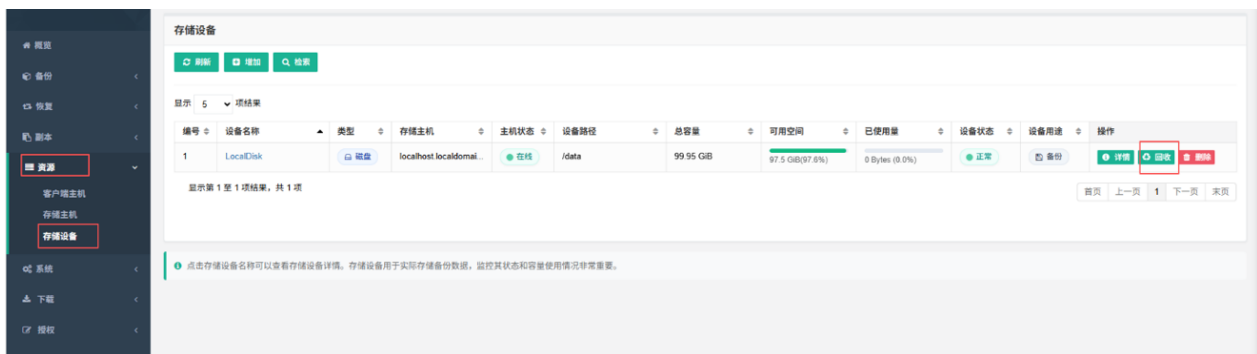 存储设备
概览
备份
恢复
副本
资源
客户端主机
存储主机
存储设备
系统
下载
授权
刷新 增加 检索
显示 5 项结果
编号 设备名称 类型 存储主机 主机状态 设备路径 总容量 可用空间 已使用量 设备状态 设备用途 操作
1 LocalDisk 磁盘 localhost.localdomai... 在线 /data 99.95 GiB 97.5 GiB(97.6%) 0 Bytes (0.0%) 正常 备份 详情 回收 删除
显示第 1 至 1 项结果，共 1 项
首页 上一页 1 下一页 末页
点击存储设备名称可以查看存储设备详情。存储设备用于实际存储备份数据，监控其状态和容量使用情况非常重要。